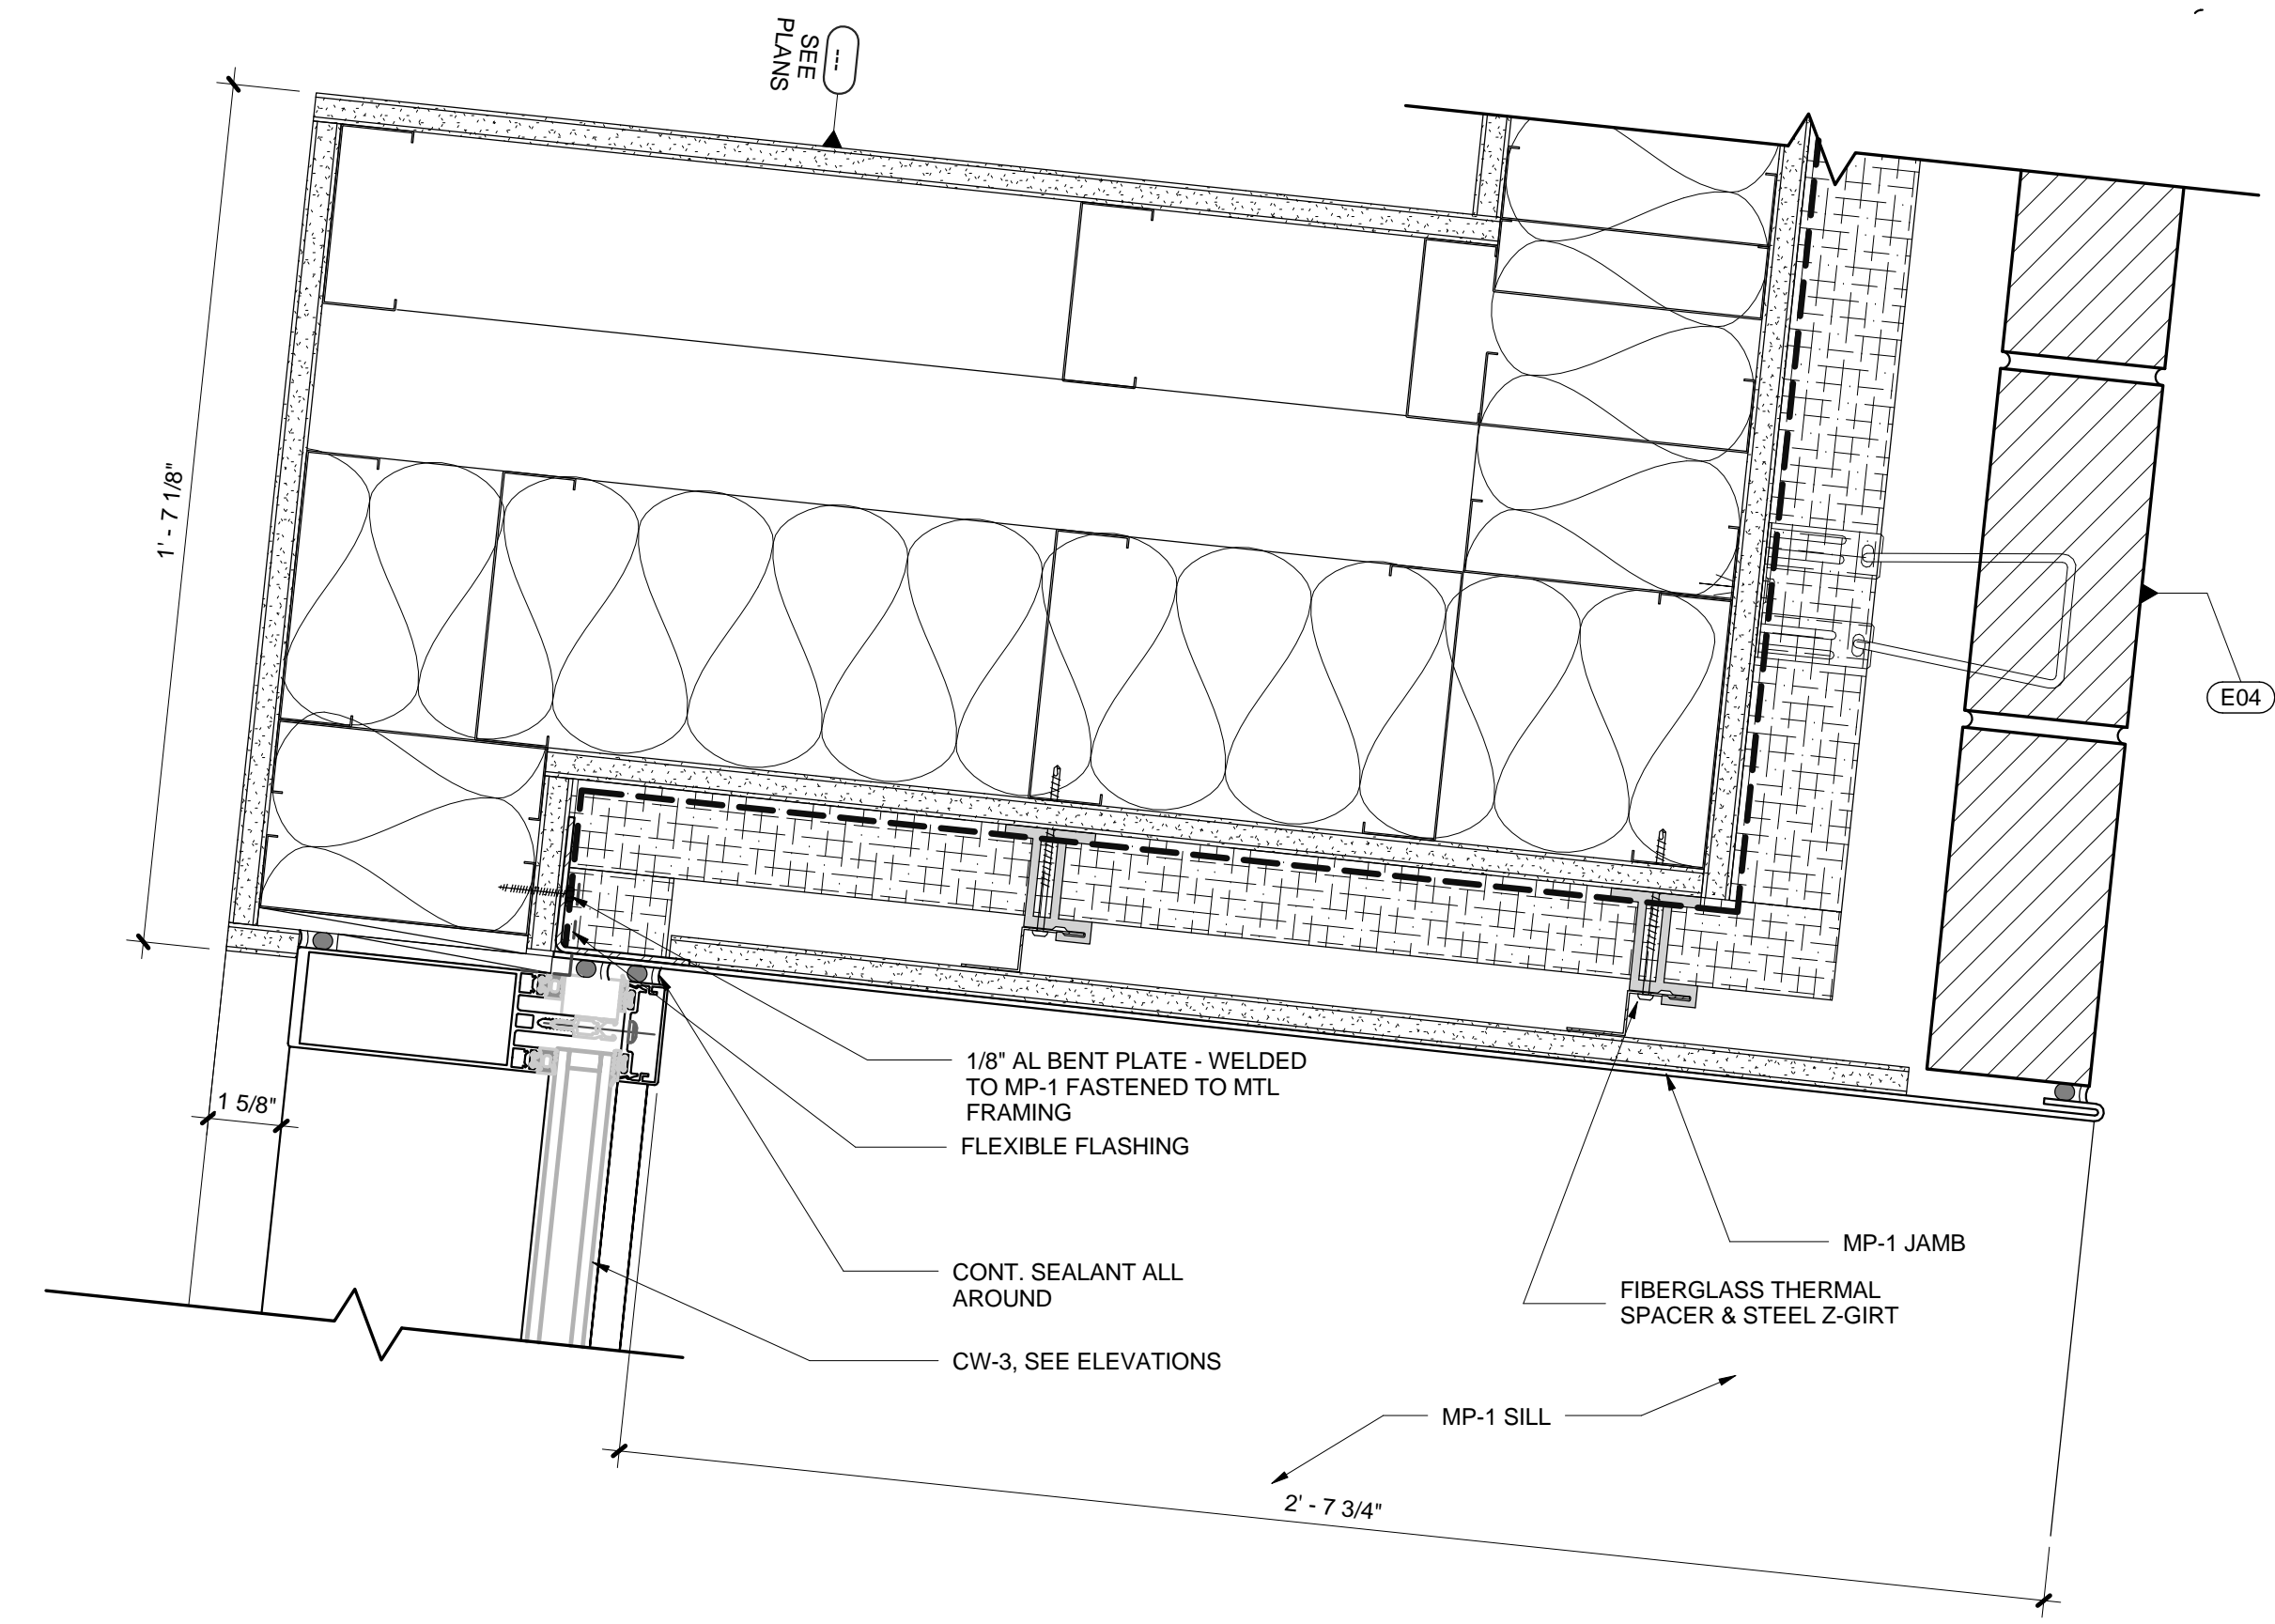 ---
SEE
PLANS
1' - 7 1/8"
E04
1 5/8"
1/8" AL BENT PLATE - WELDED
TO MP-1 FASTENED TO MTL
FRAMING
FLEXIBLE FLASHING
CONT. SEALANT ALL
AROUND
CW-3, SEE ELEVATIONS
MP-1 JAMB
FIBERGLASS THERMAL
SPACER & STEEL Z-GIRT
MP-1 SILL
2' - 7 3/4"